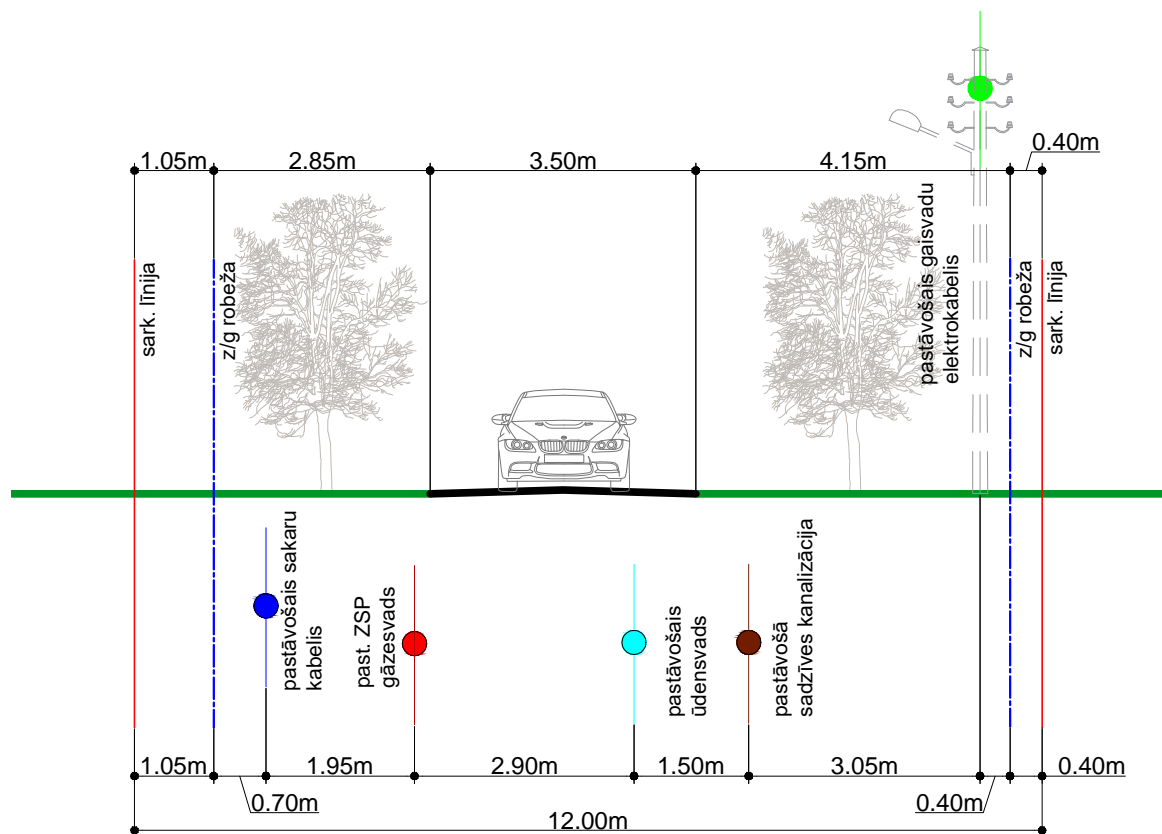 1.05m
2.85m
3.50m
4.15m
0.40m
sark. līnija
z/g robeža
pastāvošais gaisvadu
elektrokabelis
z/g robeža
sark. līnija
pastāvošais sakaru
kabelis
past. ZSP
gāzesvads
pastāvošais
ūdensvads
pastāvošā
sadzīves kanalizācija
1.05m
0.70m
1.95m
2.90m
1.50m
3.05m
0.40m
0.40m
12.00m